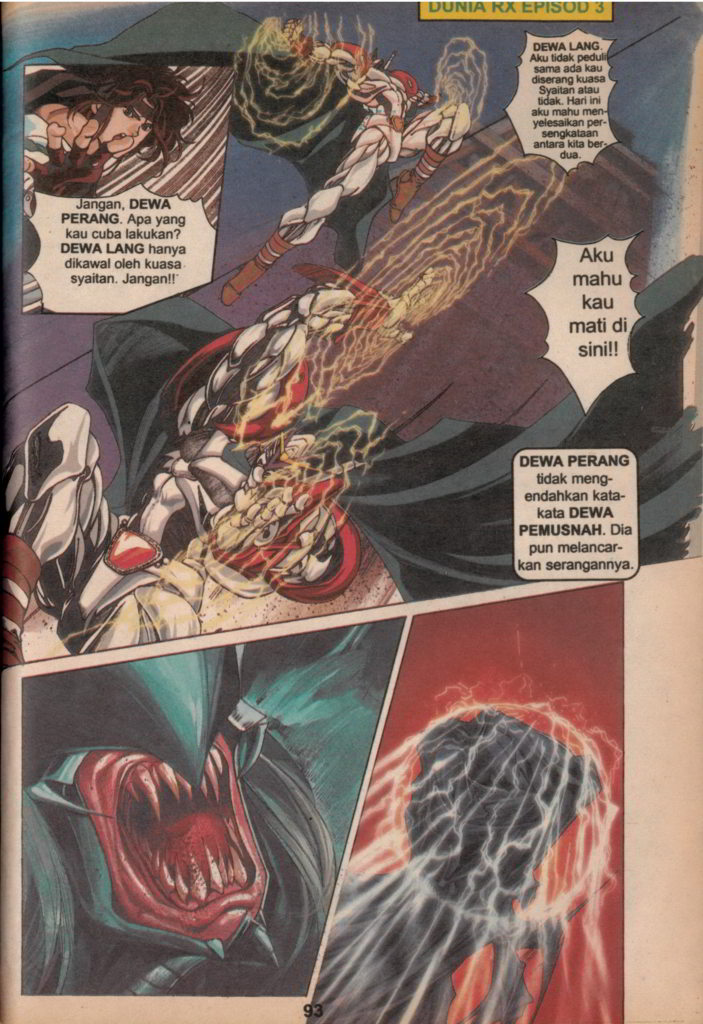 DUNIA RX EPISOD 3
DEWA LANG.
Aku tidak peduli
sama ada kau
diserang kuasa
Syaitan atau
tidak. Hari ini
aku mahu men-
yelesaikan per-
sengkataan
antara kita ber-
dua.
Jangan, DEWA
PERANG. Apa yang
kau cuba lakukan?
DEWA LANG hanya
dikawal oleh kuasa
syaitan. Jangan!!
Aku
mahu
kau
mati di
sini!!
DEWA PERANG
tidak meng-
endahkan kata-
kata DEWA
PEMUSNAH. Dia
pun melancar-
kan serangannya.
93